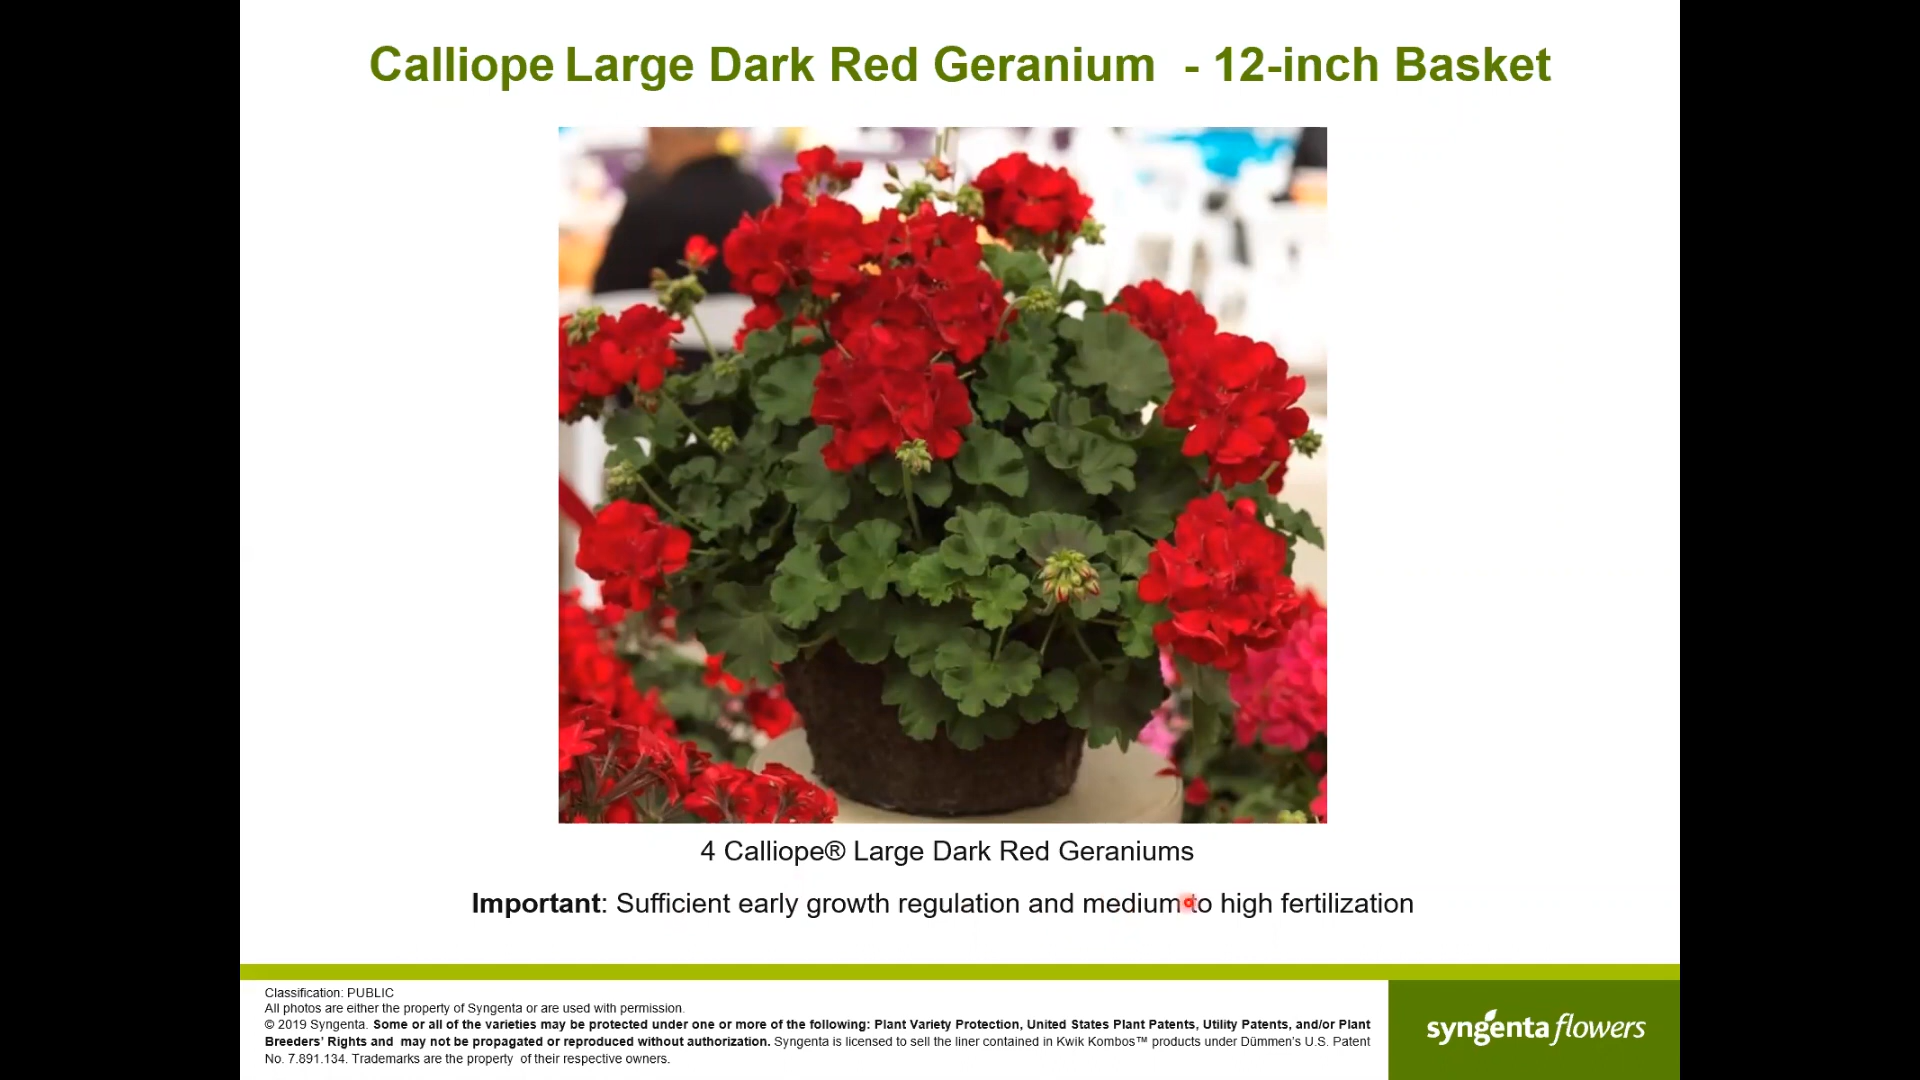 Calliope Large Dark Red Geranium - 12-inch Basket
4 Calliope® Large Dark Red Geraniums
Important: Sufficient early growth regulation and medium to high fertilization
Classification: PUBLIC
All photos are either the property of Syngenta or are used with permission.
© 2019 Syngenta. Some or all of the varieties may be protected under one or more of the following: Plant Variety Protection, United States Plant Patents, Utility Patents, and/or Plant
Breeders' Rights and may not be propagated or reproduced without authorization. Syngenta is licensed to sell the liner contained in Kwik Kombos™ products under Dümmen's U.S. Patent
No. 7.891.134. Trademarks are the property of their respective owners.
syngenta flowers